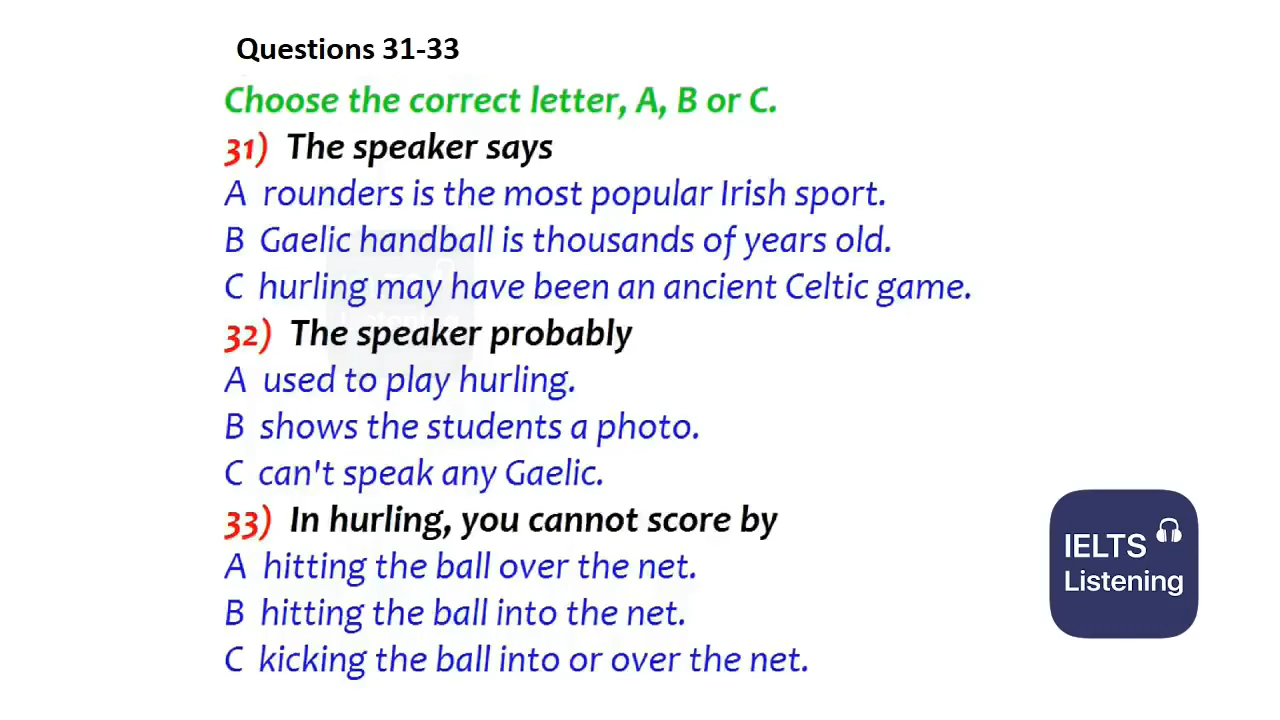 Questions 31-33
Choose the correct letter, A, B or C.
31) The speaker says
A rounders is the most popular Irish sport.
B Gaelic handball is thousands of years old.
C hurling may have been an ancient Celtic game.
32) The speaker probably
A used to play hurling.
B shows the students a photo.
C can't speak any Gaelic.
33) In hurling, you cannot score by
A hitting the ball over the net.
B hitting the ball into the net.
C kicking the ball into or over the net.
IELTS
Listening